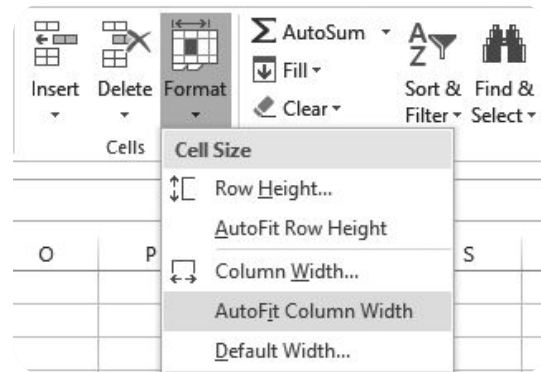 AutoSum
Fill
Clear
Insert Delete Format
Sort & Filter
Find & Select
Cells
Cell Size
Row Height...
AutoFit Row Height
Column Width...
AutoFit Column Width
Default Width...
O P S